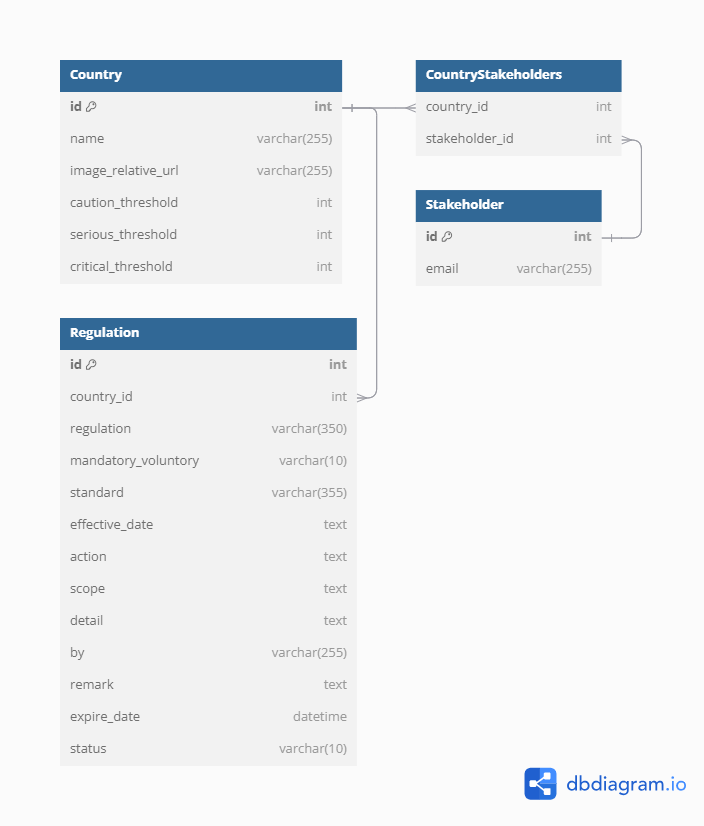 Country
id int
name varchar(255)
image_relative_url varchar(255)
caution_threshold int
serious_threshold int
critical_threshold int
CountryStakeholders
country_id int
stakeholder_id int
Stakeholder
id int
email varchar(255)
Regulation
id int
country_id int
regulation varchar(350)
mandatory_voluntory varchar(10)
standard varchar(355)
effective_date text
action text
scope text
detail text
by varchar(255)
remark text
expire_date datetime
status varchar(10)
dbdiagram.io